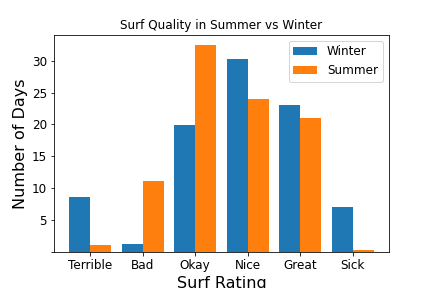 Surf Quality in Summer vs Winter
Winter
Summer
Number of Days
30
25
20
15
10
5
Terrible Bad Okay Nice Great Sick
Surf Rating